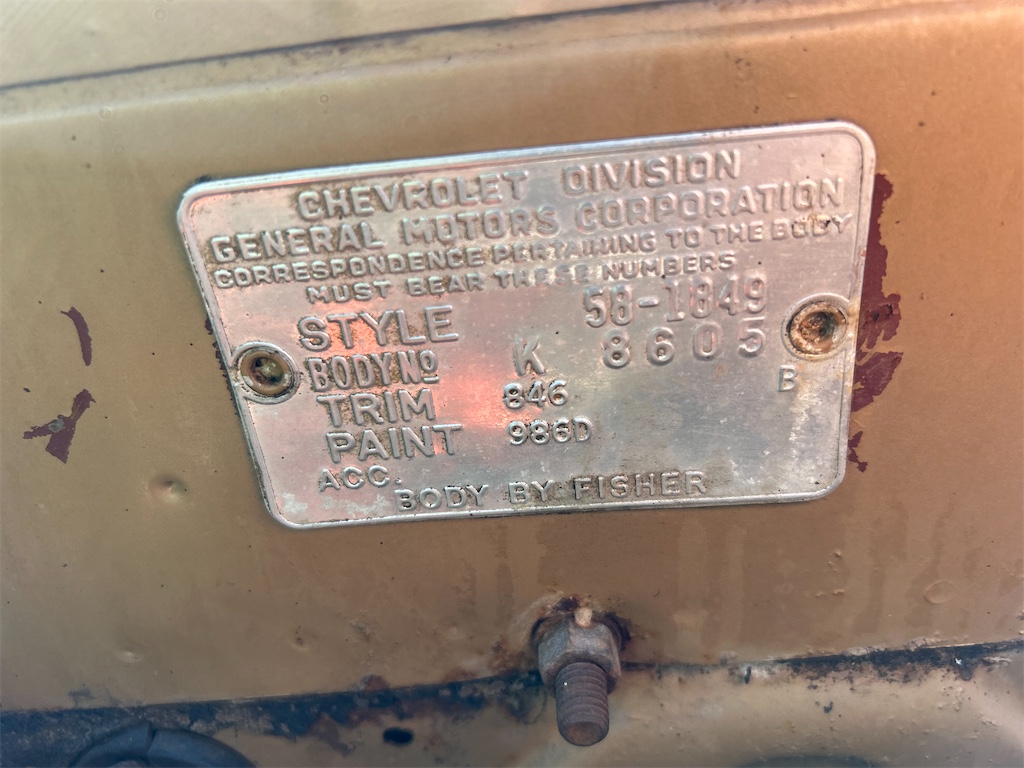 CHEVROLET DIVISION
GENERAL MOTORS CORPORATION
CORRESPONDENCE PERTAINING TO THE BODY
MUST BEAR THESE NUMBERS
STYLE 58-1849
BODY Nº K 8605
TRIM 846 B
PAINT 986D
ACC.
BODY BY FISHER